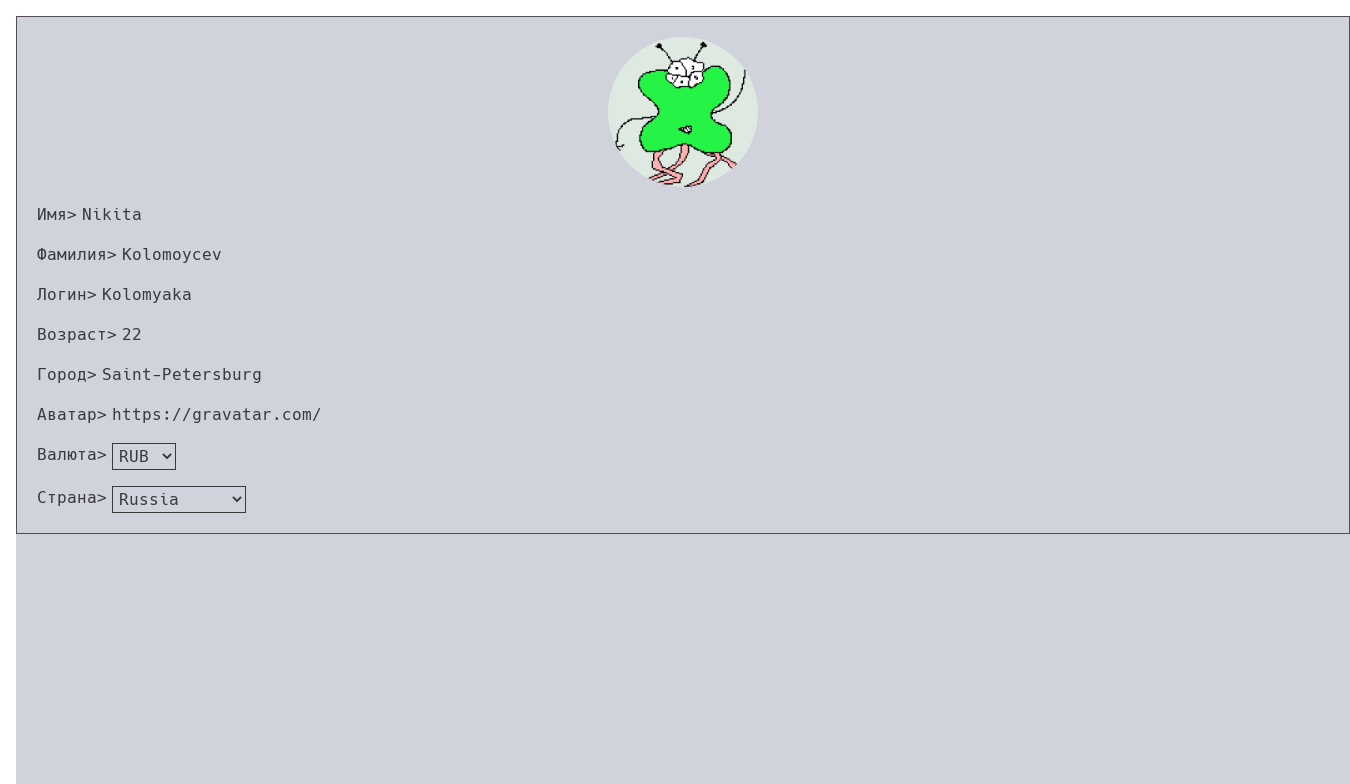 Имя> Nikita
Фамилия> Kolomoycev
Логин> Kolomyaka
Возраст> 22
Город> Saint-Petersburg
Аватар> https://gravatar.com/
Валюта> RUB
Страна> Russia